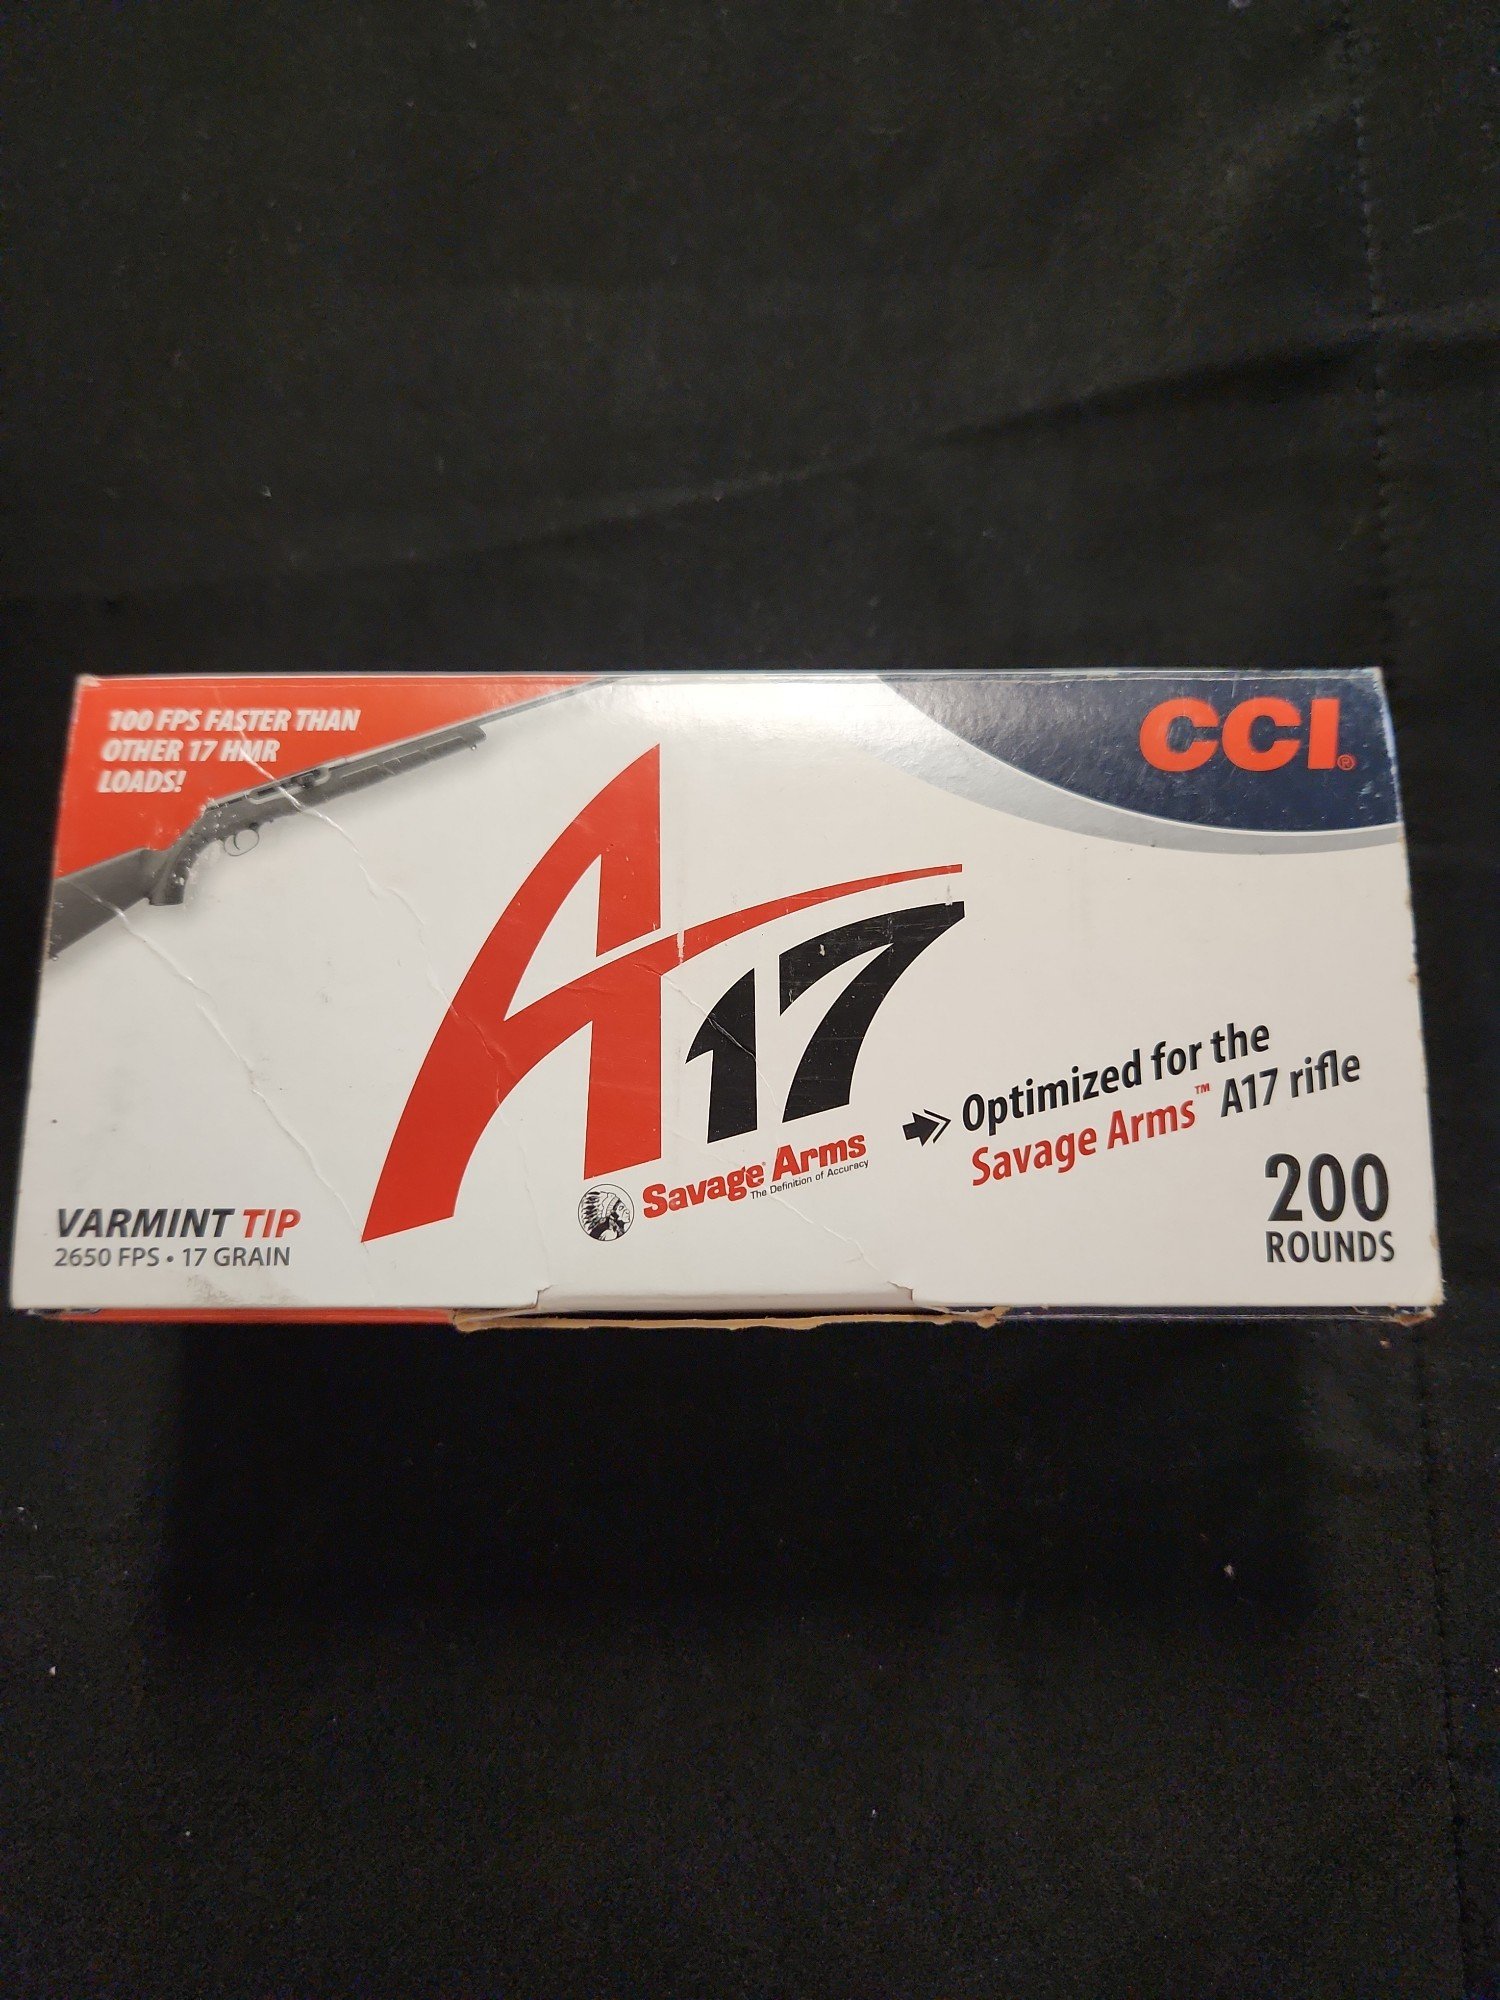 100 FPS FASTER THAN
OTHER 17 HMR
LOADS!
CCI®
A17
Savage Arms
The Definition of Accuracy
Optimized for the
Savage Arms™ A17 rifle
VARMINT TIP
2650 FPS • 17 GRAIN
200
ROUNDS